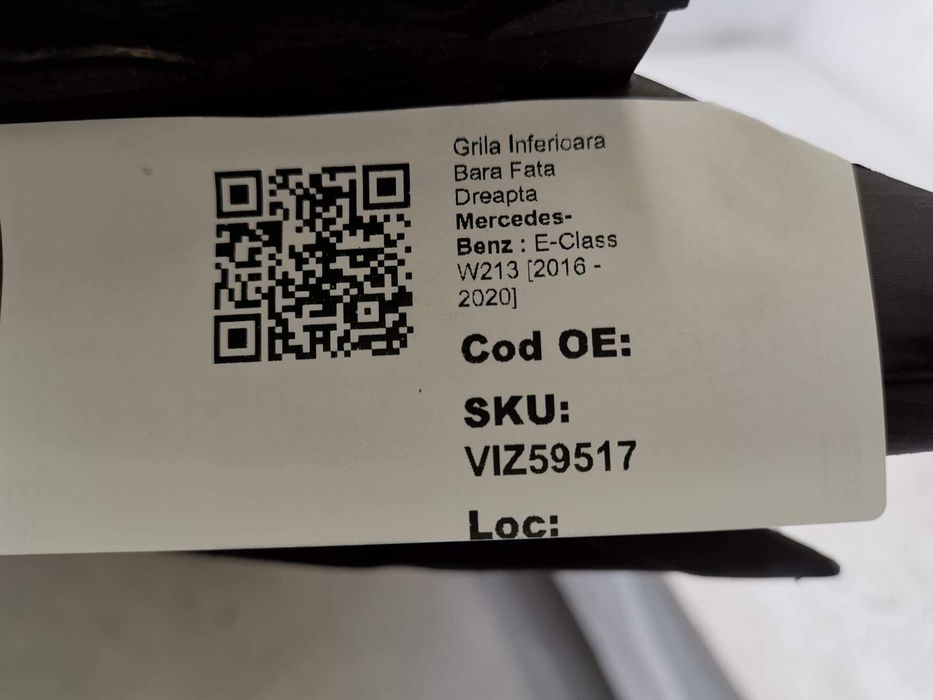 Grila Inferioara
Bara Fata
Dreapta
Mercedes-
Benz : E-Class
W213 [2016 -
2020]
Cod OE:
SKU:
VIZ59517
Loc: